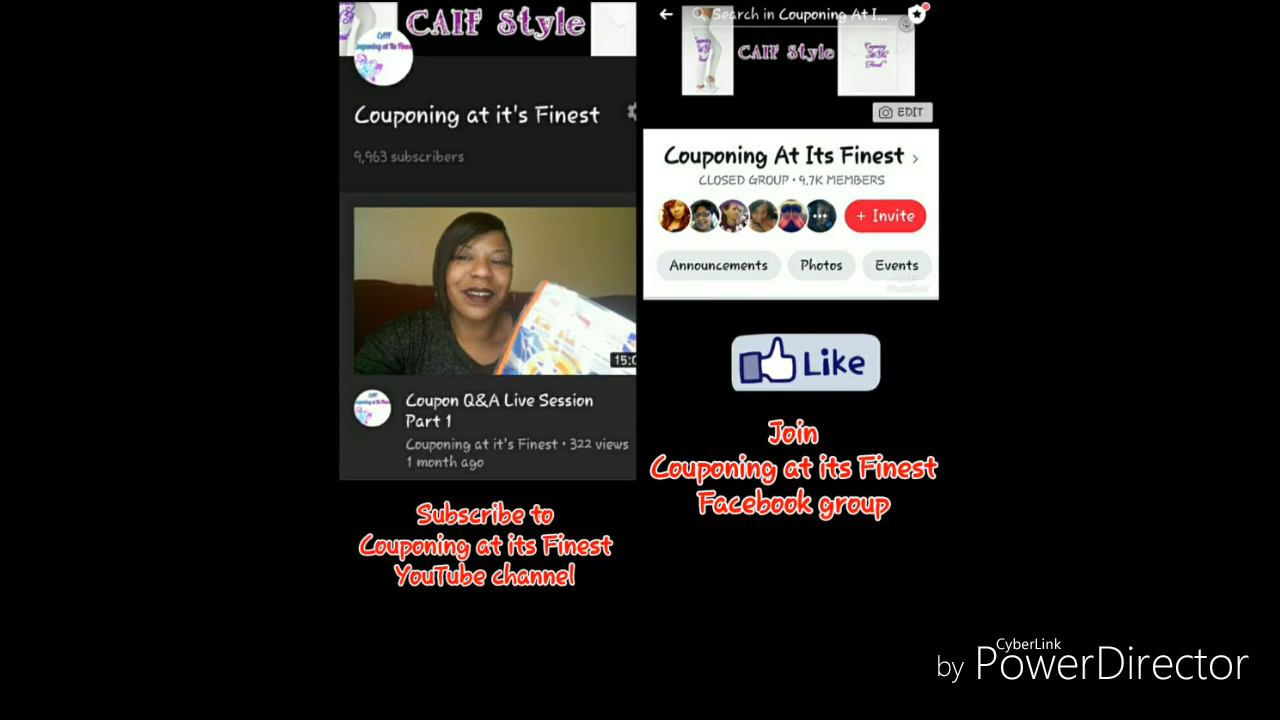 CAIF Style
CAIF
Couponing at it's Finest
9,963 subscribers
Coupon Q&A Live Session
Part 1
Couponing at it's Finest • 322 views
1 month ago
Subscribe to
Couponing at its Finest
YouTube channel
Search in Couponing At I...
CAIF Style
Couponing
Finest
EDIT
Couponing At Its Finest >
CLOSED GROUP • 9.7K MEMBERS
+ Invite
Announcements
Photos
Events
Like
Join
Couponing at its Finest
Facebook group
CyberLink
by PowerDirector